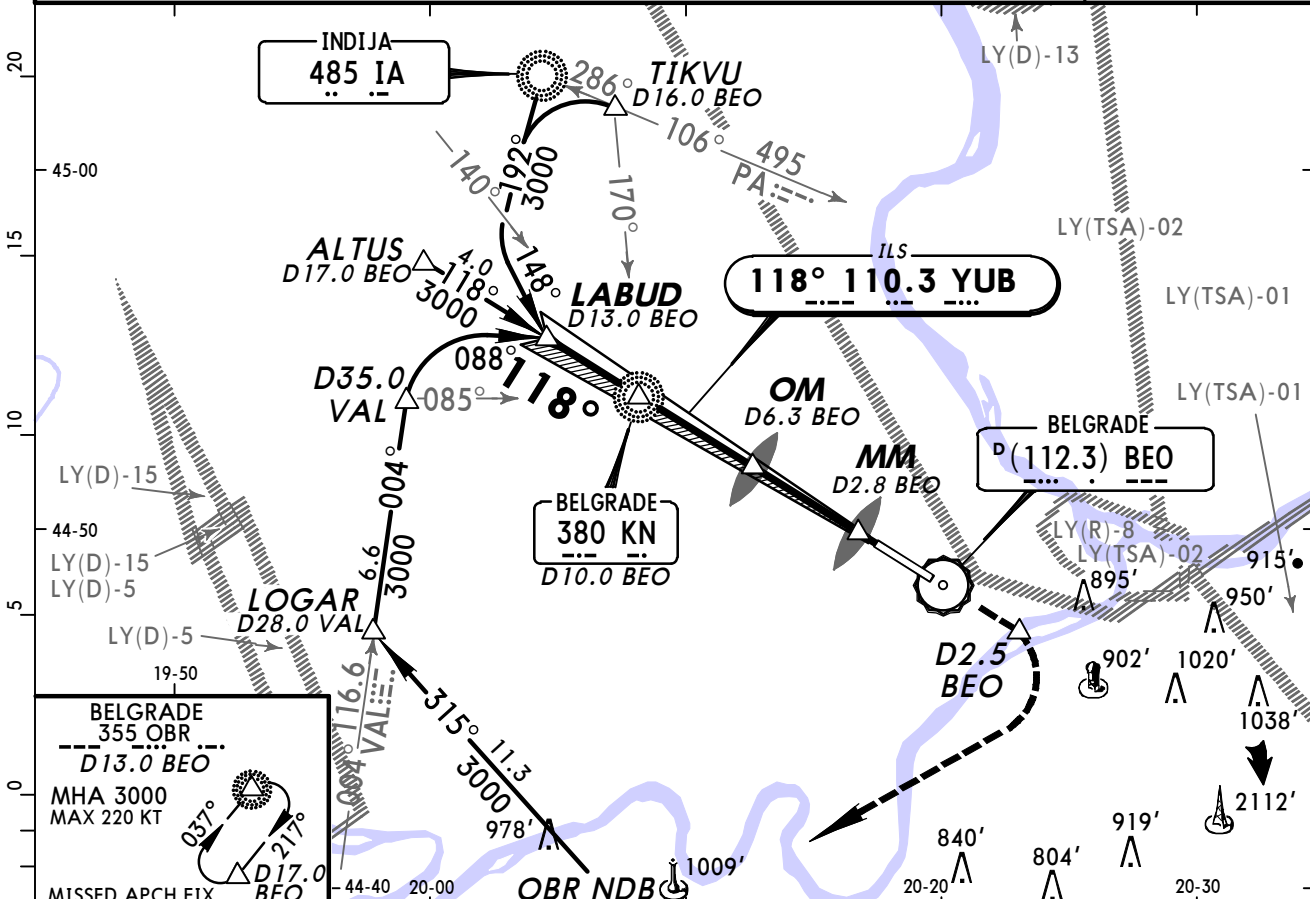 INDIJA
485 IA
TIKVU
D16.0 BEO
286°
106°
495
PA
LY(D)-13
20
45-00
140°
192°
3000
170°
LY(TSA)-02
15
ALTUS
D17.0 BEO
4.0
118°
3000
148°
LABUD
D13.0 BEO
ILS
118° 110.3 YUB
LY(TSA)-01
088°
118°
D35.0
VAL
085°
OM
D6.3 BEO
LY(TSA)-01
10
BELGRADE
D (112.3) BEO
MM
D2.8 BEO
LY(D)-15
004°
BELGRADE
380 KN
D10.0 BEO
44-50
LY(R)-8
LY(TSA)-02
915'
LY(D)-15
LY(D)-5
6.6
3000
895'
950'
LOGAR
D28.0 VAL
5
LY(D)-5
D2.5
BEO
902'
1020'
1038'
19-50
004° 116.6
VAL
315°
11.3
3000
BELGRADE
355 OBR
D13.0 BEO
MHA 3000
MAX 220 KT
037°
217°
D17.0
BEO
MISSED APCH FIX
0
978'
2112'
919'
840'
804'
1009'
OBR NDB
44-40
20-00
20-20
20-30